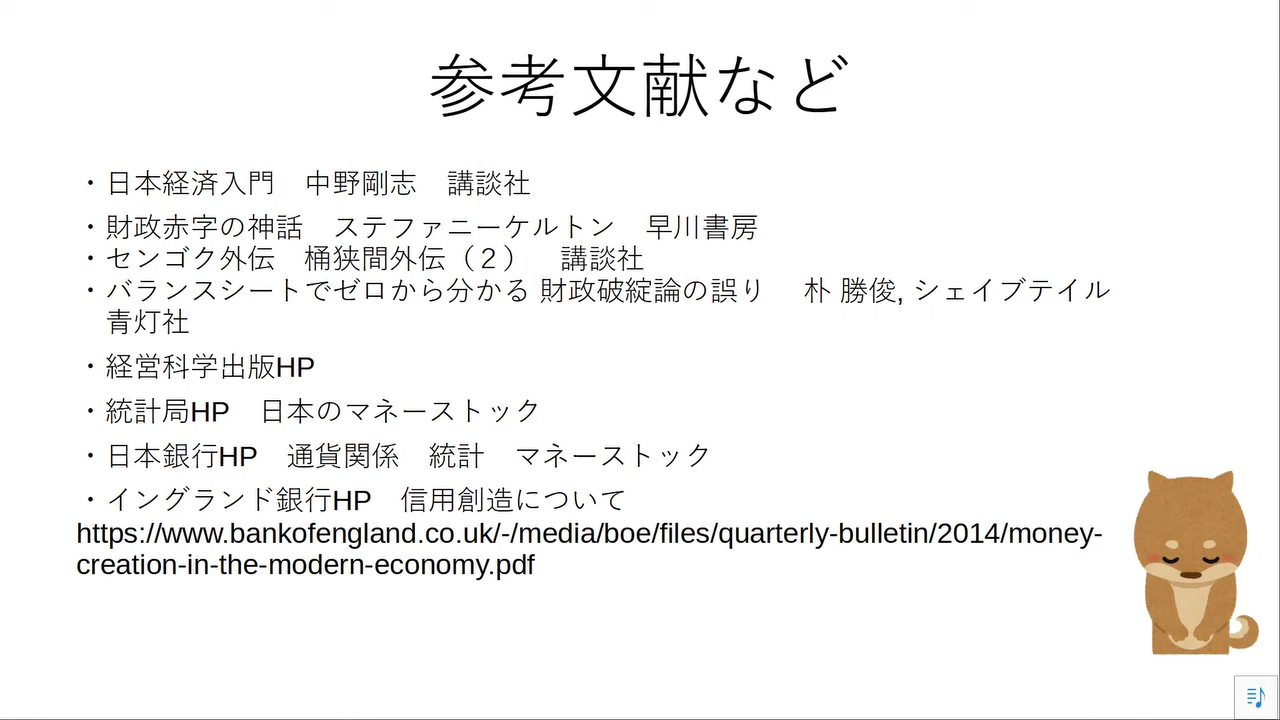 参考文献など
・日本経済入門　中野剛志　講談社
・財政赤字の神話　ステファニーケルトン　早川書房
・センゴク外伝　桶狭間外伝（２）　講談社
・バランスシートでゼロから分かる 財政破綻論の誤り　 朴 勝俊, シェイブテイル
青灯社
・経営科学出版HP
・統計局HP　日本のマネーストック
・日本銀行HP　通貨関係　統計　マネーストック
・イングランド銀行HP　信用創造について
https://www.bankofengland.co.uk/-/media/boe/files/quarterly-bulletin/2014/money-
creation-in-the-modern-economy.pdf